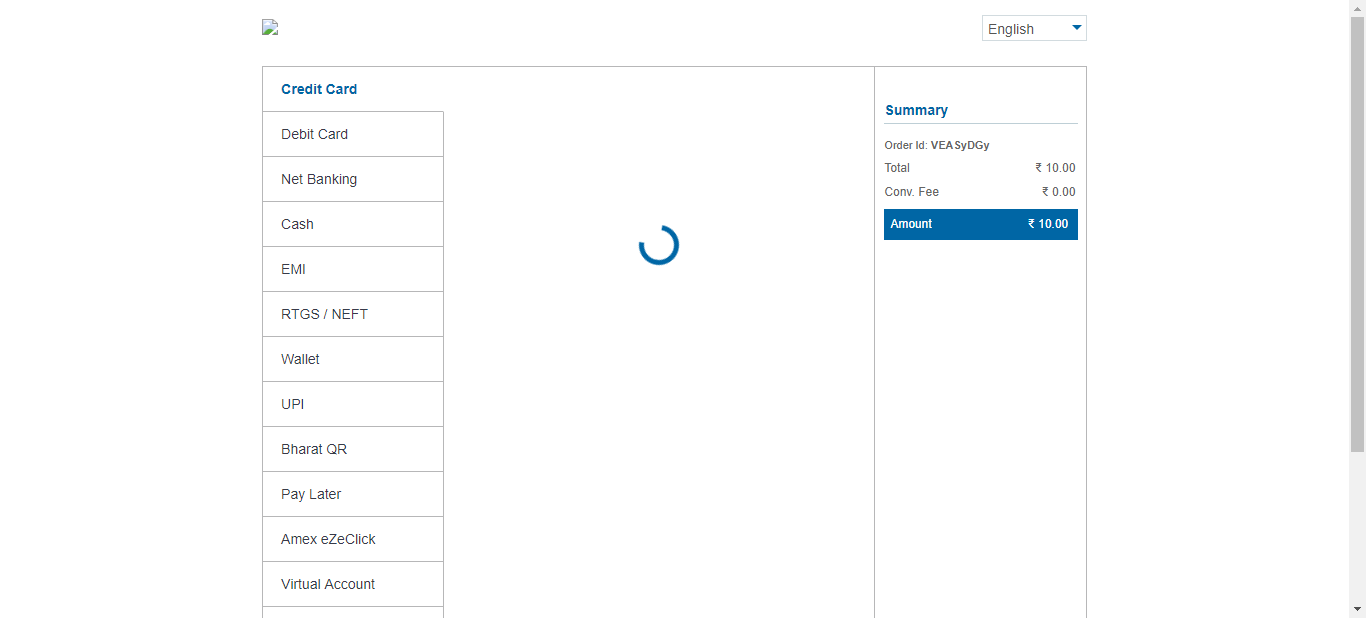 English
Credit Card
Debit Card
Net Banking
Cash
EMI
RTGS / NEFT
Wallet
UPI
Bharat QR
Pay Later
Amex eZeClick
Virtual Account
Summary
Order Id: VEASyDGy
Total ₹ 10.00
Conv. Fee ₹ 0.00
Amount ₹ 10.00